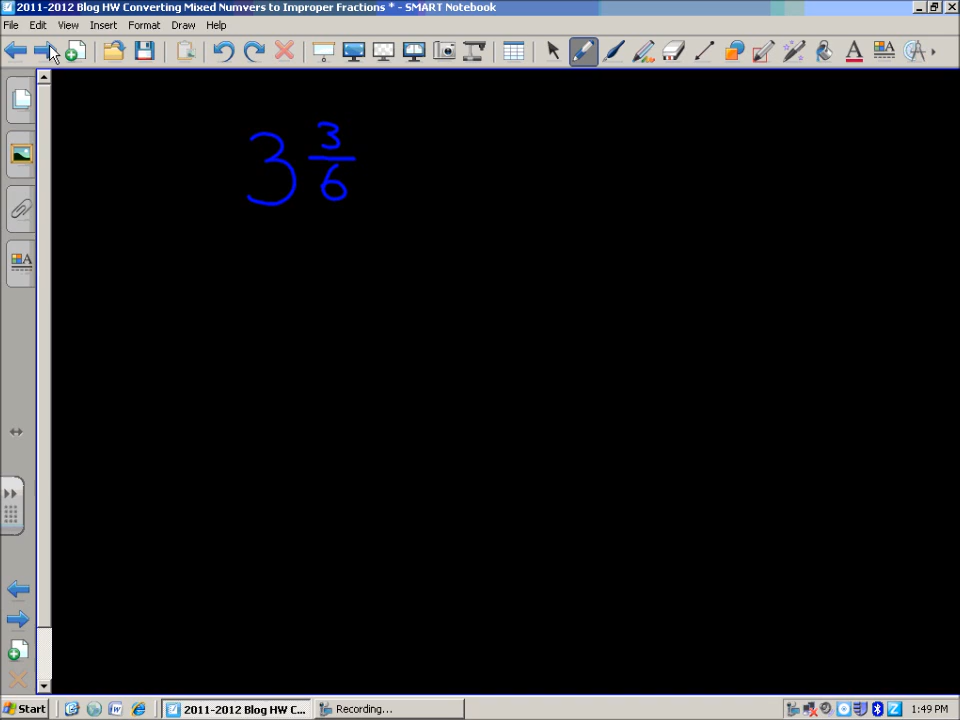 2011-2012 Blog HW Converting Mixed Numvers to Improper Fractions * - SMART Notebook
File Edit View Insert Format Draw Help
3 3/6
Start
2011-2012 Blog HW C...
Recording...
1:49 PM